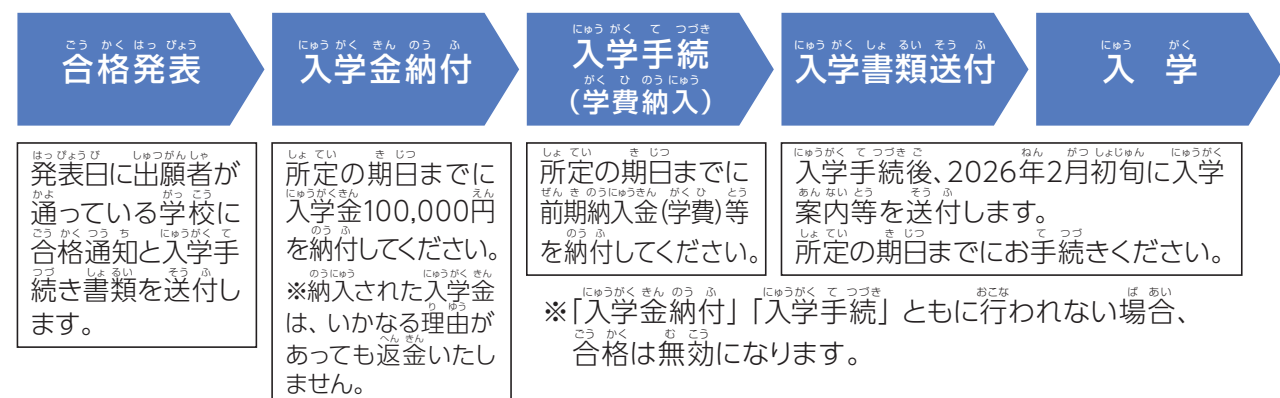 ごうかくはっぴょう
合格発表
にゅうがくきんのうふ
入学金納付
にゅうがくてつづき
入学手続
がくひのうにゅう
(学費納入)
にゅうがくしょるいそうふ
入学書類送付
にゅうがく
入学
はっぴょうび しゅつがんしゃ
発表日に出願者が
かよ がっこう
通っている学校に
ごうかくつうち にゅうがくて
合格通知と入学手
つづ しょるい そうふ
続き書類を送付し
ます。
しょてい きじつ
所定の期日までに
にゅうがくきん えん
入学金100,000円
のうふ
を納付してください。
のうにゅう にゅうがくきん
※納入された入学金
りゆう
は、いかなる理由が
へんきん
あっても返金いたし
ません。
しょてい きじつ
所定の期日までに
ぜんきのうにゅうきん がくひ とう
前期納入金(学費)等
のうふ
を納付してください。
にゅうがくてつづきご ねん がつしょじゅん にゅうがく
入学手続後、2026年2月初旬に入学
あんないとう そうふ
案内等を送付します。
しょてい きじつ てつづ
所定の期日までにお手続きください。
にゅうがくきんのうふ にゅうがくてつづき おこな ばあい
※「入学金納付」「入学手続」ともに行われない場合、
ごうかく むこう
合格は無効になります。